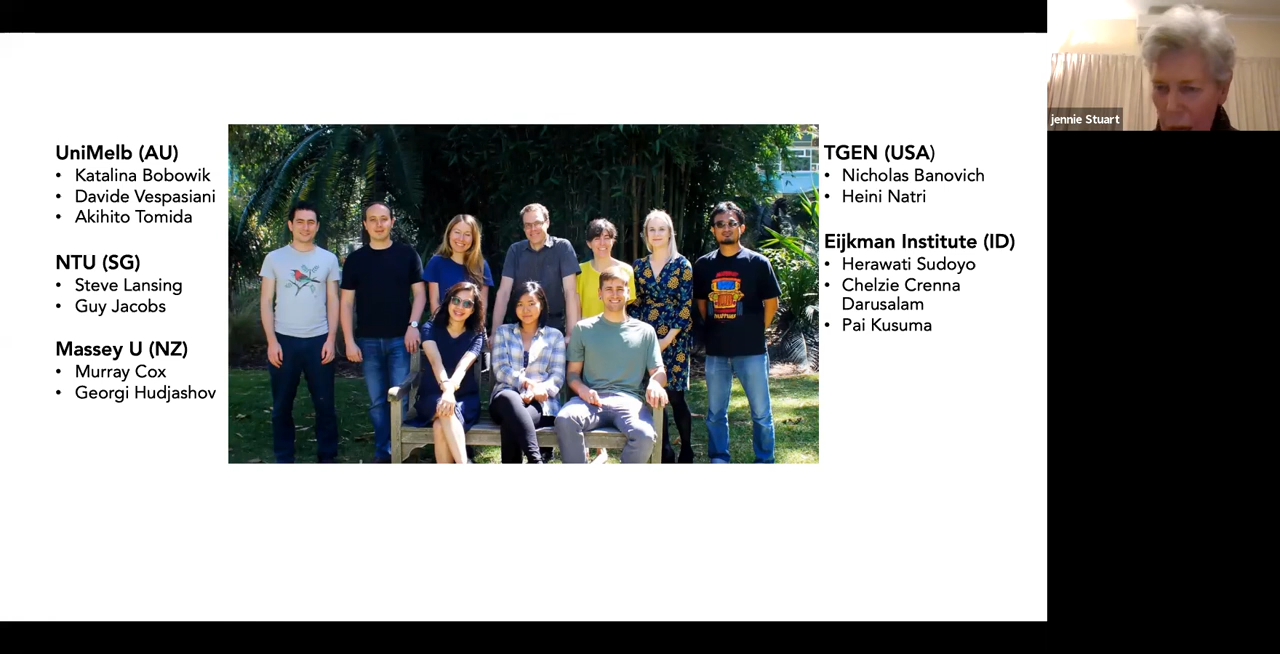 UniMelb (AU)
• Katalina Bobowik
• Davide Vespasiani
• Akihito Tomida
NTU (SG)
• Steve Lansing
• Guy Jacobs
Massey U (NZ)
• Murray Cox
• Georgi Hudjashov
TGEN (USA)
• Nicholas Banovich
• Heini Natri
Eijkman Institute (ID)
• Herawati Sudoyo
• Chelzie Crenna
Darusalam
• Pai Kusuma
jennie Stuart